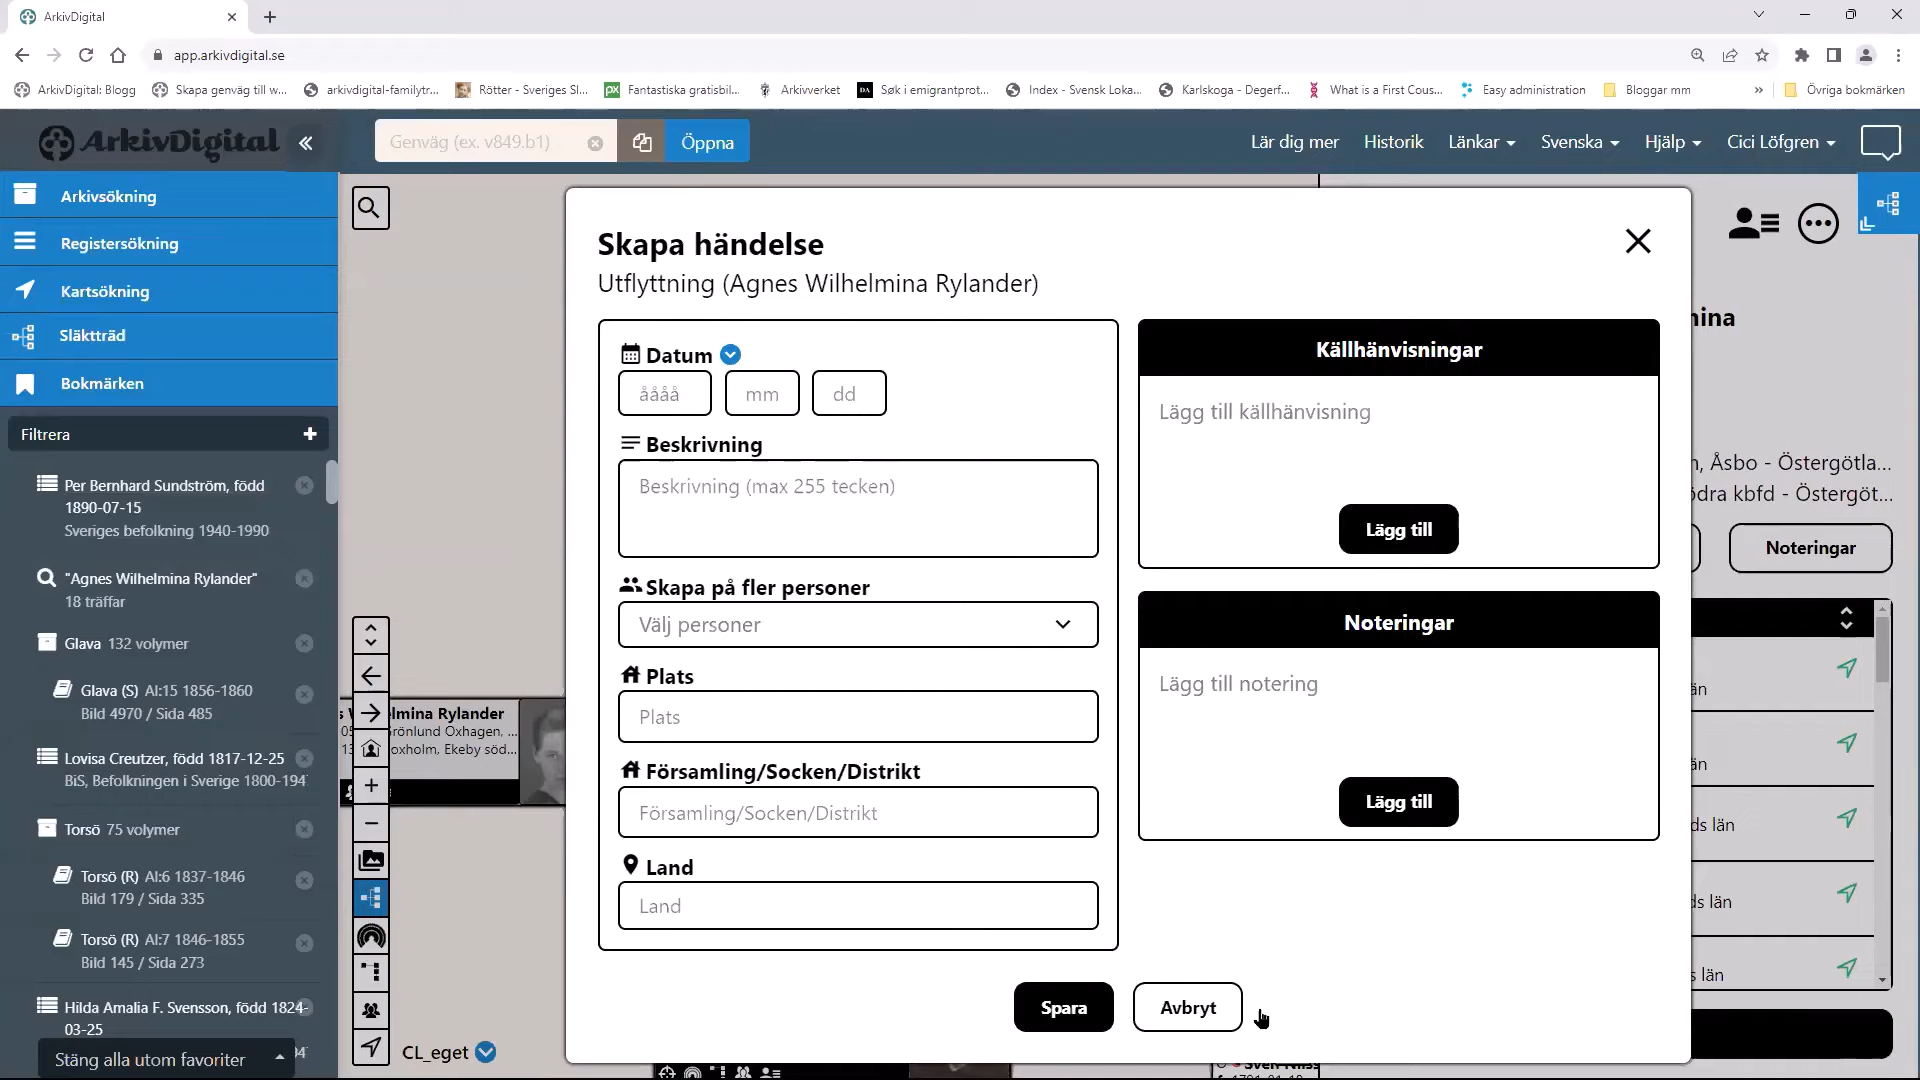 ArkivDigital
app.arkivdigital.se
ArkivDigital: Blogg
Skapa genväg till w...
arkivdigital-familytr...
Rötter - Sveriges Sl...
Fantastiska gratisbil...
Arkivverket
Søk i emigrantprot...
Index - Svensk Loka...
Karlskoga - Degerf...
What is a First Cous...
Easy administration
Bloggar mm
»
Övriga bokmärken
ArkivDigital
Genväg (ex. v849.b1)
Öppna
Lär dig mer
Historik
Länkar
Svenska
Hjälp
Cici Löfgren
Arkivsökning
Registersökning
Kartsökning
Släktträd
Bokmärken
Filtrera
Per Bernhard Sundström, född
1890-07-15
Sveriges befolkning 1940-1990
"Agnes Wilhelmina Rylander"
18 träffar
Glava 132 volymer
Glava (S) AI:15 1856-1860
Bild 4970 / Sida 485
Lovisa Creutzer, född 1817-12-25
BiS, Befolkningen i Sverige 1800-194
Torsö 75 volymer
Torsö (R) AI:6 1837-1846
Bild 179 / Sida 335
Torsö (R) AI:7 1846-1855
Bild 145 / Sida 273
Hilda Amalia F. Svensson, född 1824-
03-25
Stäng alla utom favoriter
CL_eget
lmina Rylander
rönlund Oxhagen, ...
oxholm, Ekeby söd...
Skapa händelse
Utflyttning (Agnes Wilhelmina Rylander)
Datum
åååå
mm
dd
Beskrivning
Beskrivning (max 255 tecken)
Skapa på fler personer
Välj personer
Plats
Plats
Församling/Socken/Distrikt
Församling/Socken/Distrikt
Land
Land
Källhänvisningar
Lägg till källhänvisning
Lägg till
Noteringar
Lägg till notering
Lägg till
Spara
Avbryt
nina
n, Åsbo - Östergötla...
ödra kbfd - Östergöt...
Noteringar
än
än
ds län
ds län
s län